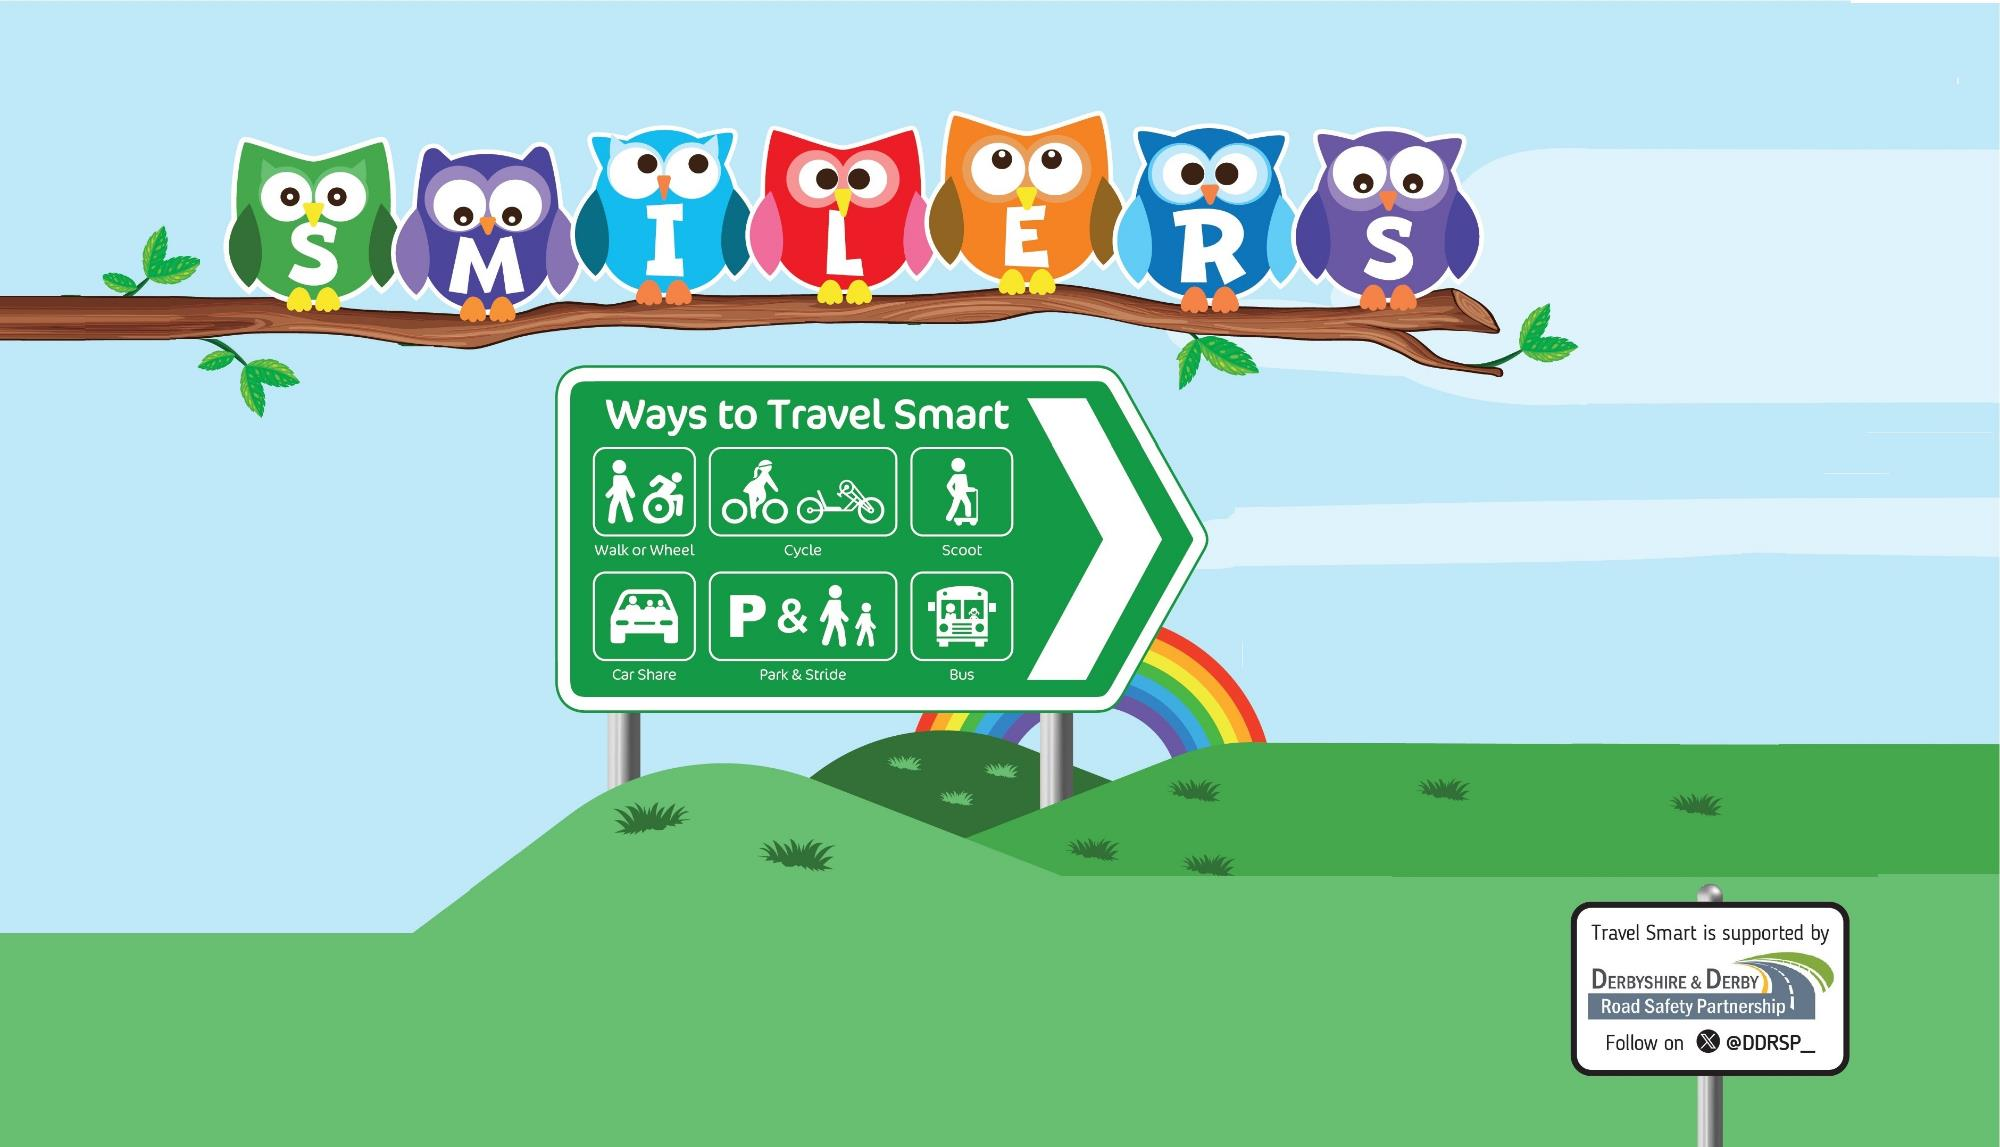 SMILERS
Ways to Travel Smart
Walk or Wheel
Cycle
Scoot
P &
Car Share
Park & Stride
Bus
Travel Smart is supported by
DERBYSHIRE & DERBY
Road Safety Partnership
Follow on X @DDRSP_